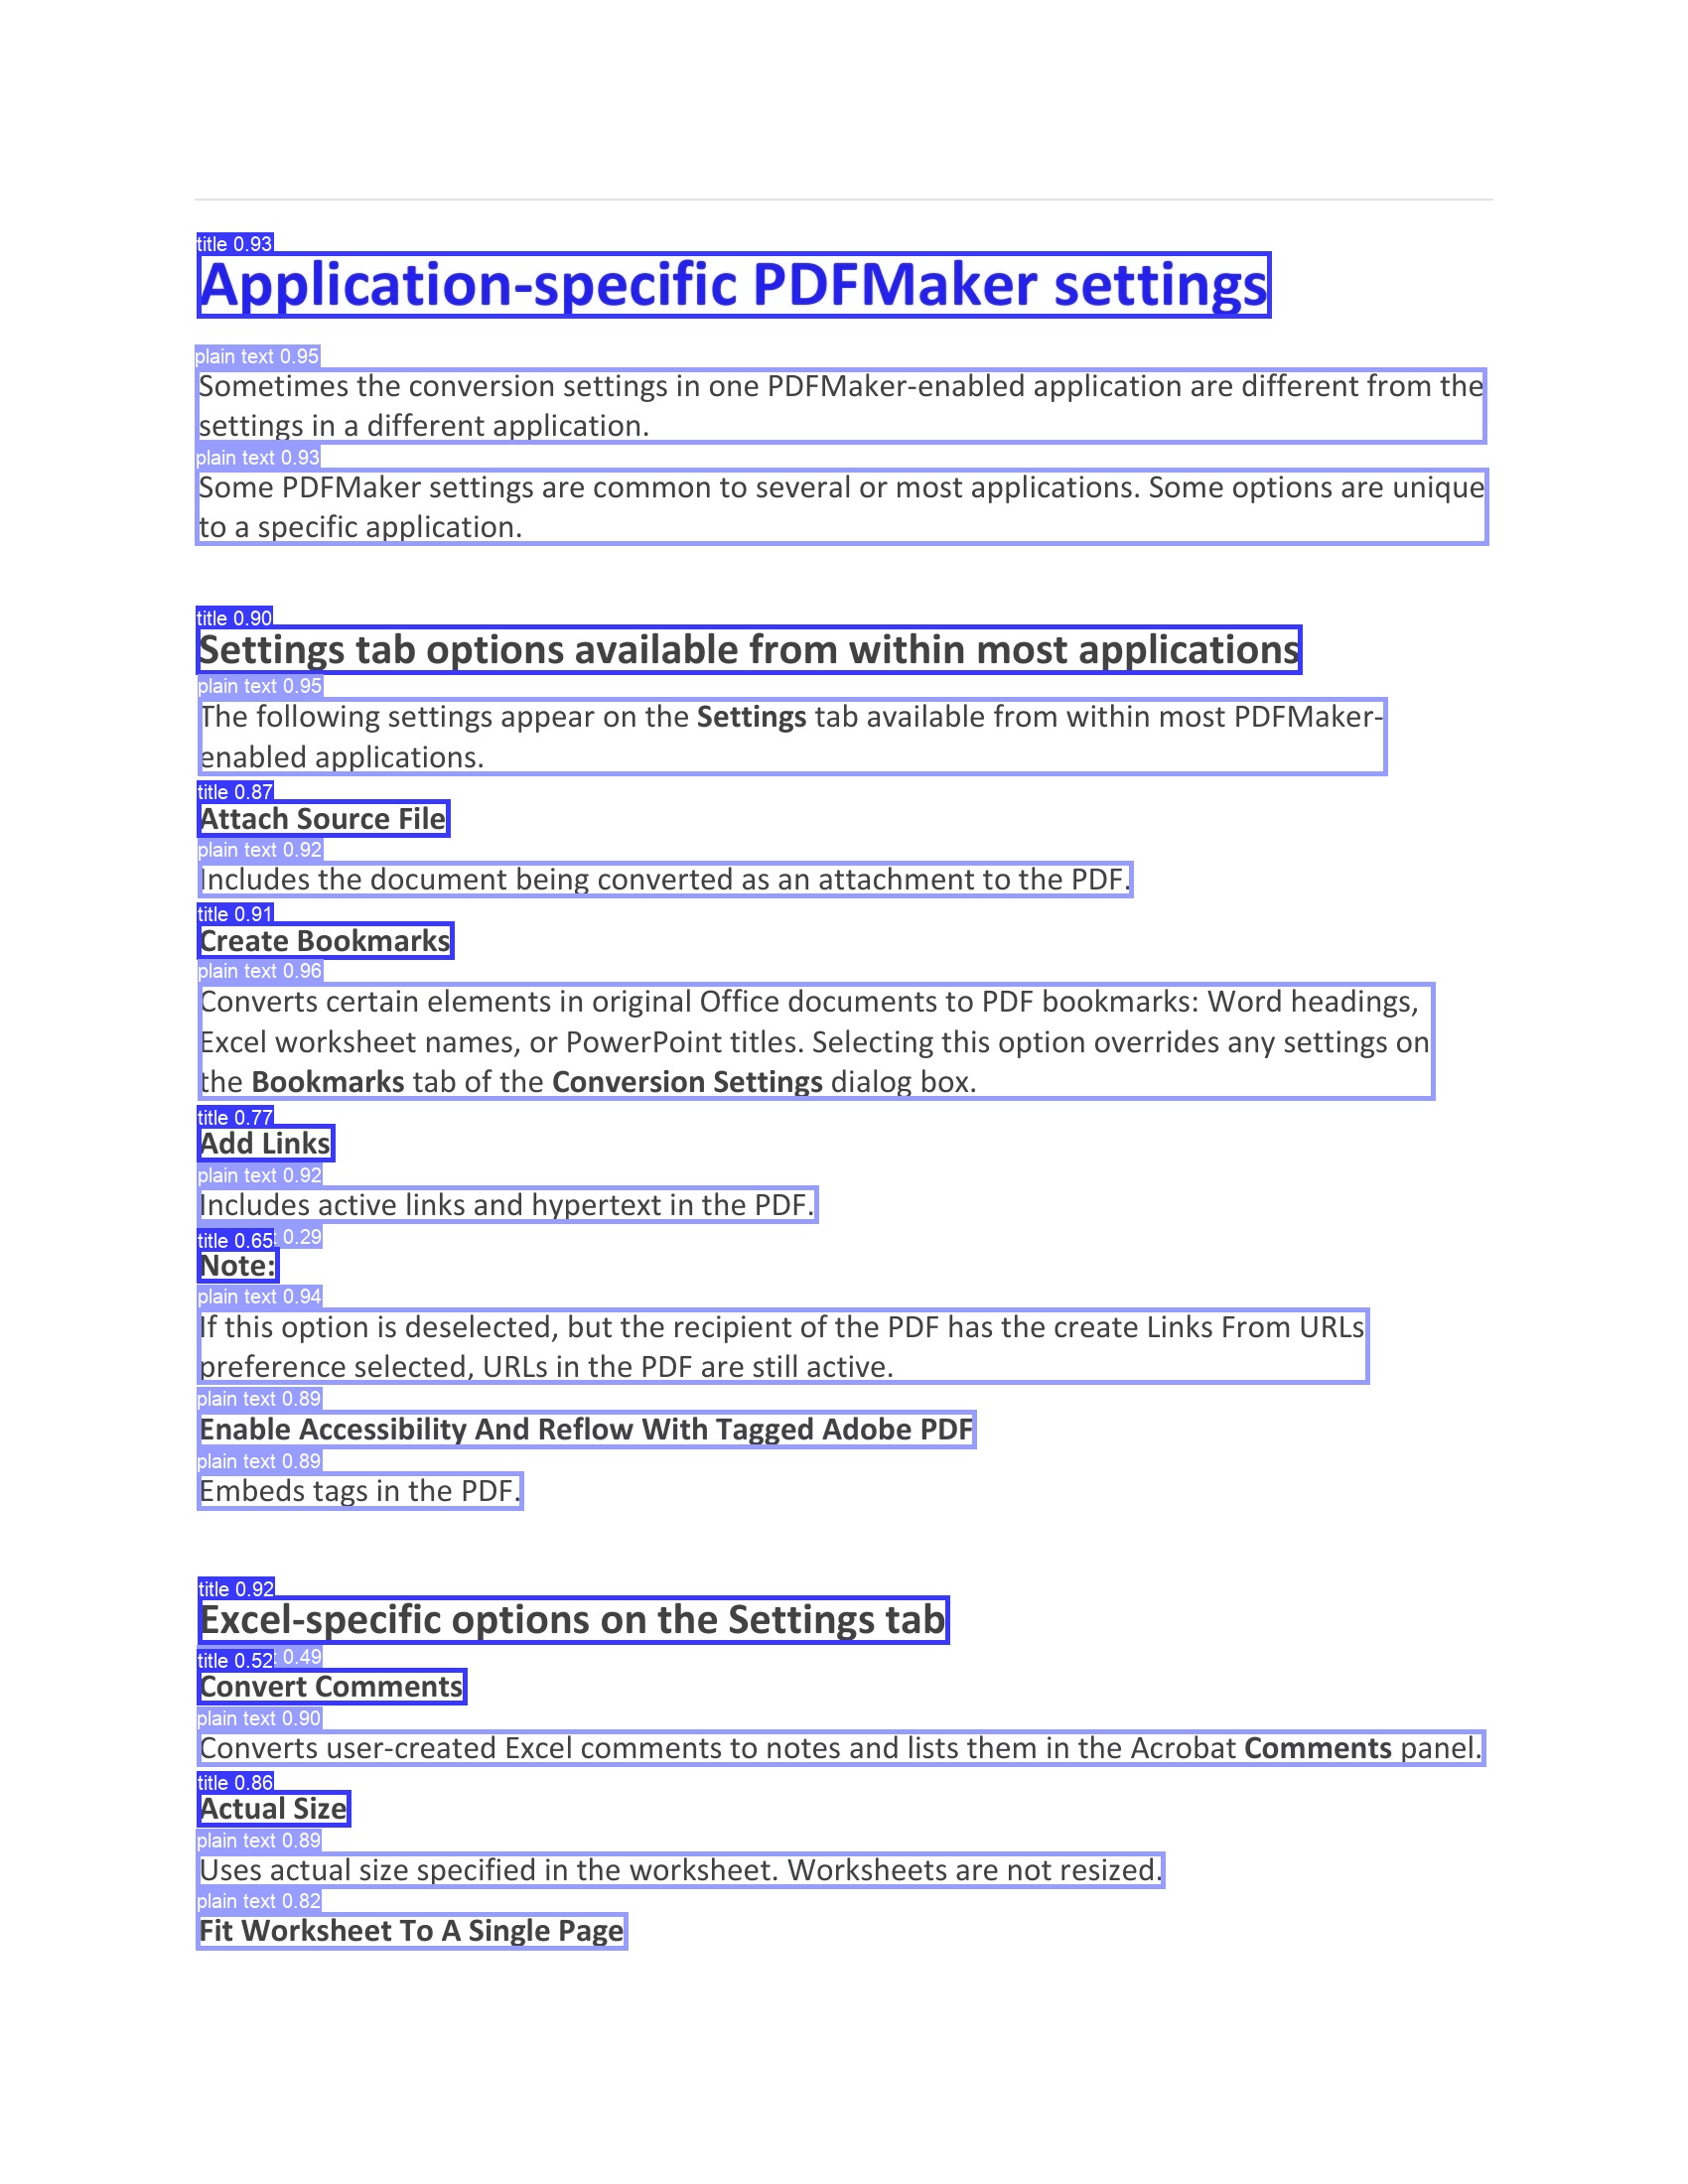 title 0.93
Application-specific PDFMaker settings
plain text 0.95
Sometimes the conversion settings in one PDFMaker-enabled application are different from the
settings in a different application.
plain text 0.93
Some PDFMaker settings are common to several or most applications. Some options are unique
to a specific application.
title 0.90
Settings tab options available from within most applications
plain text 0.95
The following settings appear on the Settings tab available from within most PDFMaker-
enabled applications.
title 0.87
Attach Source File
plain text 0.92
Includes the document being converted as an attachment to the PDF.
title 0.91
Create Bookmarks
plain text 0.96
Converts certain elements in original Office documents to PDF bookmarks: Word headings,
Excel worksheet names, or PowerPoint titles. Selecting this option overrides any settings on
the Bookmarks tab of the Conversion Settings dialog box.
title 0.77
Add Links
plain text 0.92
Includes active links and hypertext in the PDF.
title 0.65 0.29
Note:
plain text 0.94
If this option is deselected, but the recipient of the PDF has the create Links From URLs
preference selected, URLs in the PDF are still active.
plain text 0.89
Enable Accessibility And Reflow With Tagged Adobe PDF
plain text 0.89
Embeds tags in the PDF.
title 0.92
Excel-specific options on the Settings tab
title 0.52 0.49
Convert Comments
plain text 0.90
Converts user-created Excel comments to notes and lists them in the Acrobat Comments panel.
title 0.86
Actual Size
plain text 0.89
Uses actual size specified in the worksheet. Worksheets are not resized.
plain text 0.82
Fit Worksheet To A Single Page